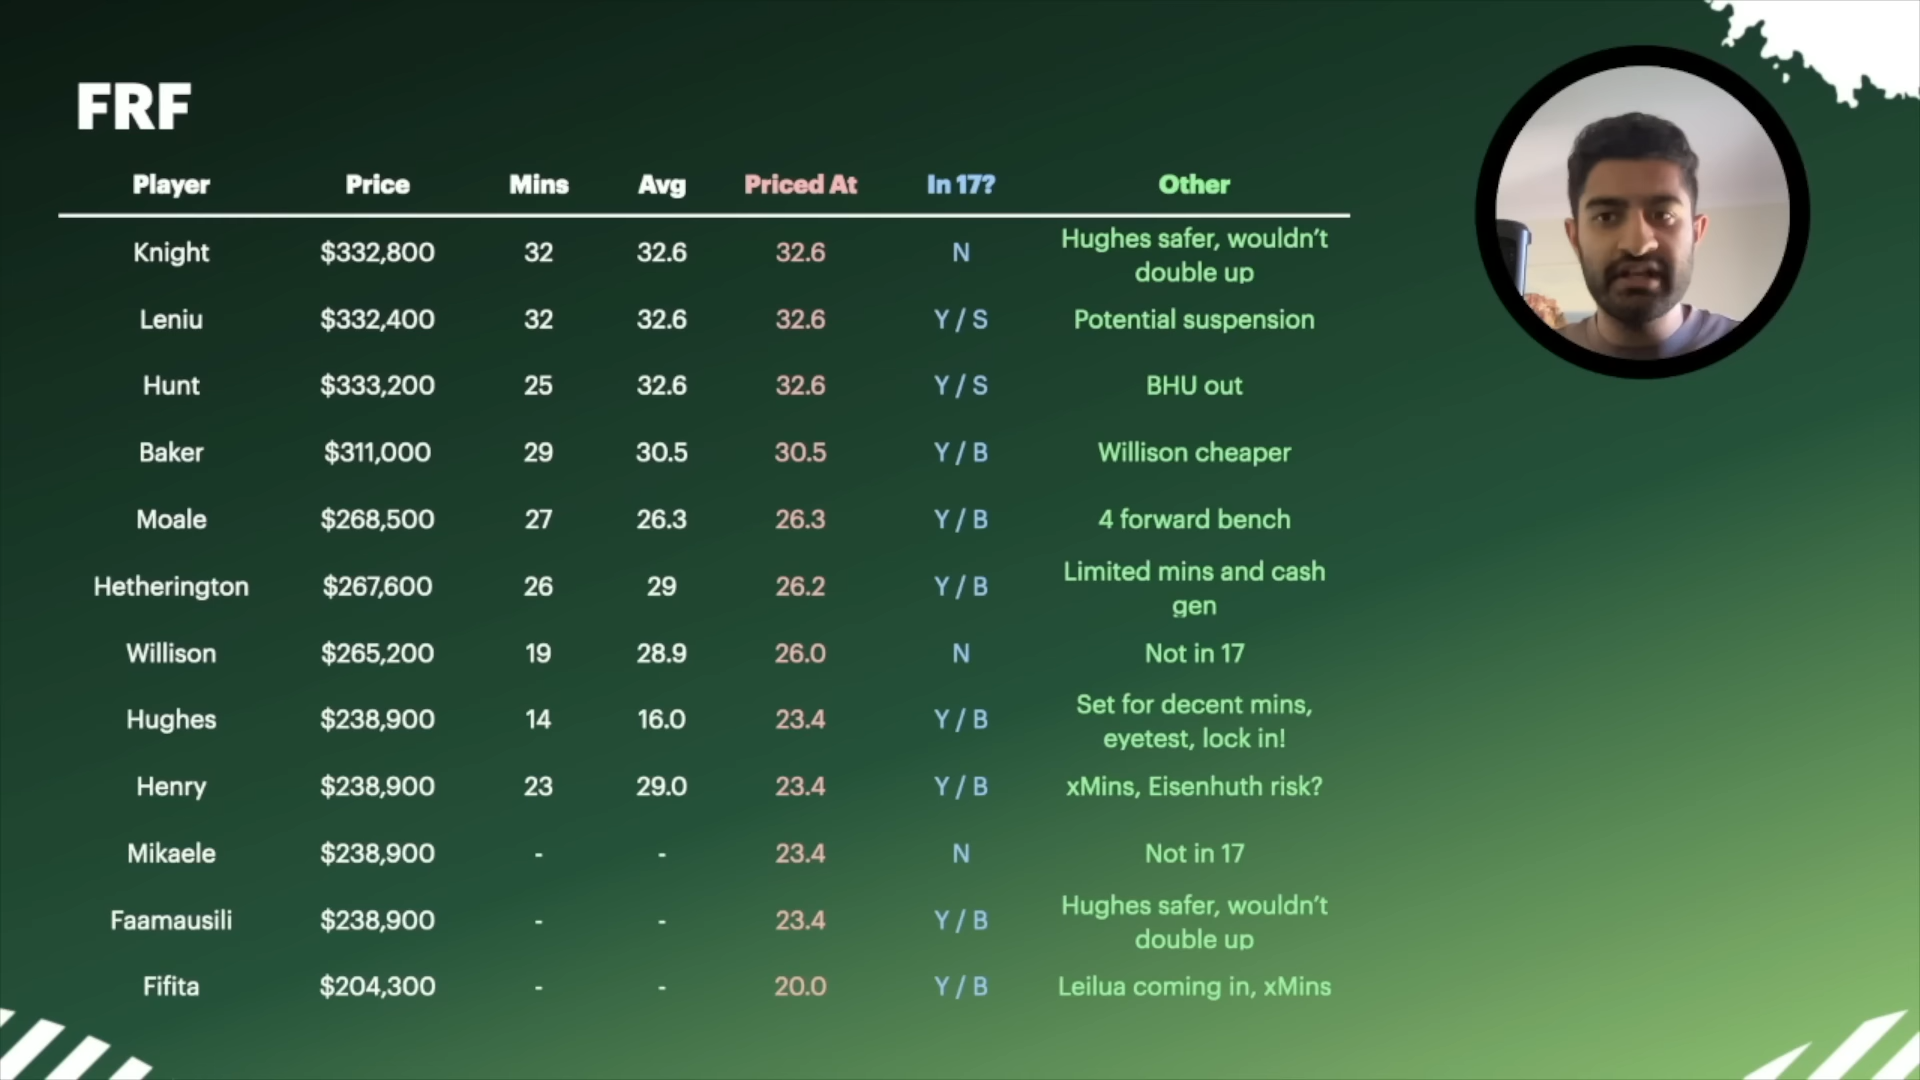 FRF
Player Price Mins Avg Priced At In 17? Other
Knight $332,800 32 32.6 32.6 N Hughes safer, wouldn't
double up
Leniu $332,400 32 32.6 32.6 Y / S Potential suspension
Hunt $333,200 25 32.6 32.6 Y / S BHU out
Baker $311,000 29 30.5 30.5 Y / B Willison cheaper
Moale $268,500 27 26.3 26.3 Y / B 4 forward bench
Hetherington $267,600 26 29 26.2 Y / B Limited mins and cash
gen
Willison $265,200 19 28.9 26.0 N Not in 17
Hughes $238,900 14 16.0 23.4 Y / B Set for decent mins,
eyetest, lock in!
Henry $238,900 23 29.0 23.4 Y / B xMins, Eisenhuth risk?
Mikaele $238,900 - - 23.4 N Not in 17
Faamausili $238,900 - - 23.4 Y / B Hughes safer, wouldn't
double up
Fifita $204,300 - - 20.0 Y / B Leilua coming in, xMins